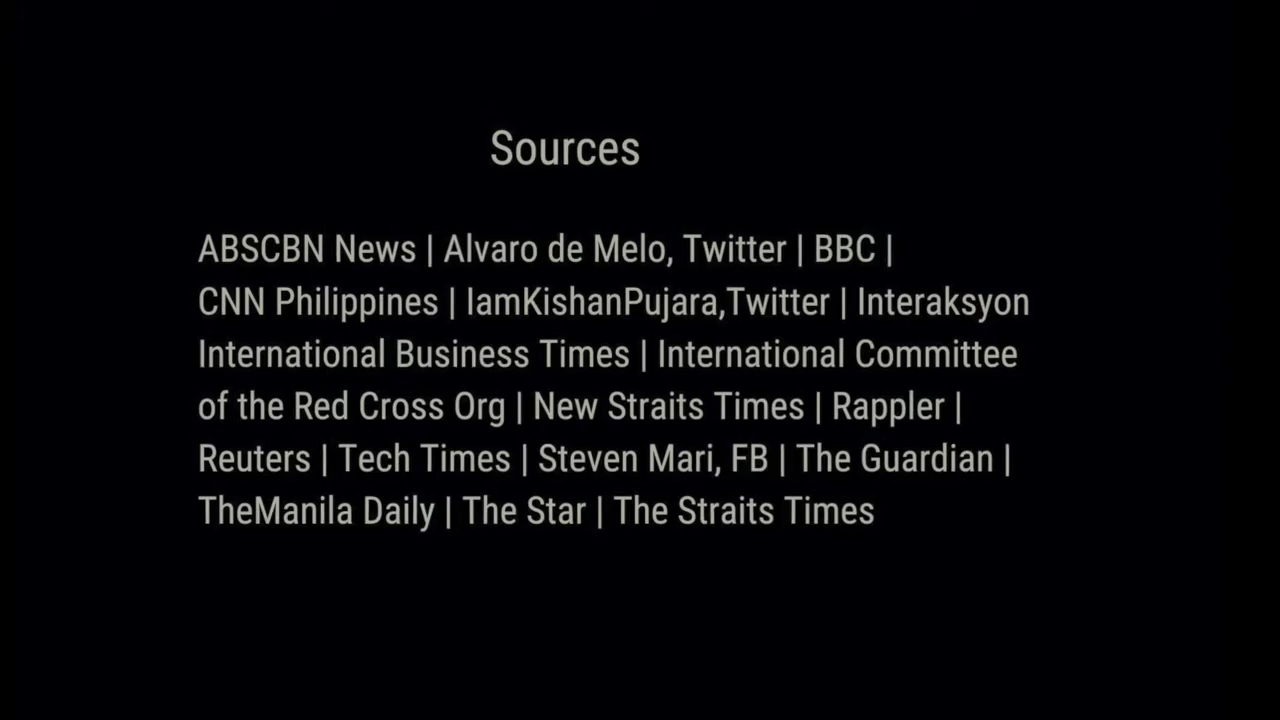 Sources
ABSCBN News | Alvaro de Melo, Twitter | BBC |
CNN Philippines | IamKishanPujara,Twitter | Interaksyon
International Business Times | International Committee
of the Red Cross Org | New Straits Times | Rappler |
Reuters | Tech Times | Steven Mari, FB | The Guardian |
TheManila Daily | The Star | The Straits Times